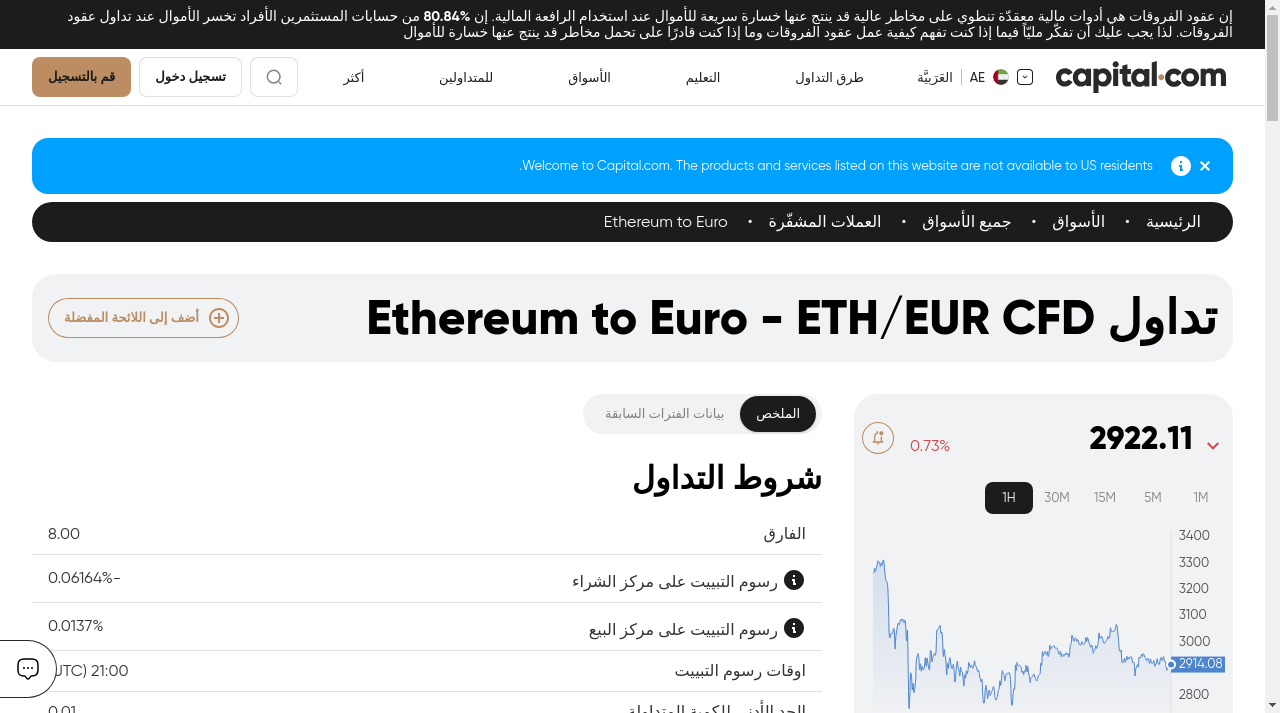 إن عقود الفروقات هي أدوات مالية معقدّة تنطوي على مخاطر عالية قد ينتج عنها خسارة سريعة للأموال عند استخدام الرافعة المالية. إن 80.84% من حسابات المستثمرين الأفراد تخسر الأموال عند تداول عقود
الفروقات. لذا يجب عليك أن تفكّر مليّاً فيما إذا كنت تفهم كيفية عمل عقود الفروقات وما إذا كنت قادرًا على تحمل مخاطر قد ينتج عنها خسارة للأموال
capital.com
AE
العَرَبيَّة
طرق التداول
التعليم
الأسواق
للمتداولين
أكثر
تسجيل دخول
قم بالتسجيل
Welcome to Capital.com. The products and services listed on this website are not available to US residents.
الرئيسية • الأسواق • جميع الأسواق • العملات المشفّرة • Ethereum to Euro
تداول Ethereum to Euro - ETH/EUR CFD
أضف إلى اللائحة المفضلة
2922.11
0.73%
1M
5M
15M
30M
1H
3400
3300
3200
3100
3000
2914.08
2800
الملخص
بيانات الفترات السابقة
شروط التداول
الفارق 8.00
رسوم التبييت على مركز الشراء -0.06164%
رسوم التبييت على مركز البيع 0.0137%
اوقات رسوم التبييت 21:00 (UTC
الحد الأدنى للكمية المتداولة 0.01